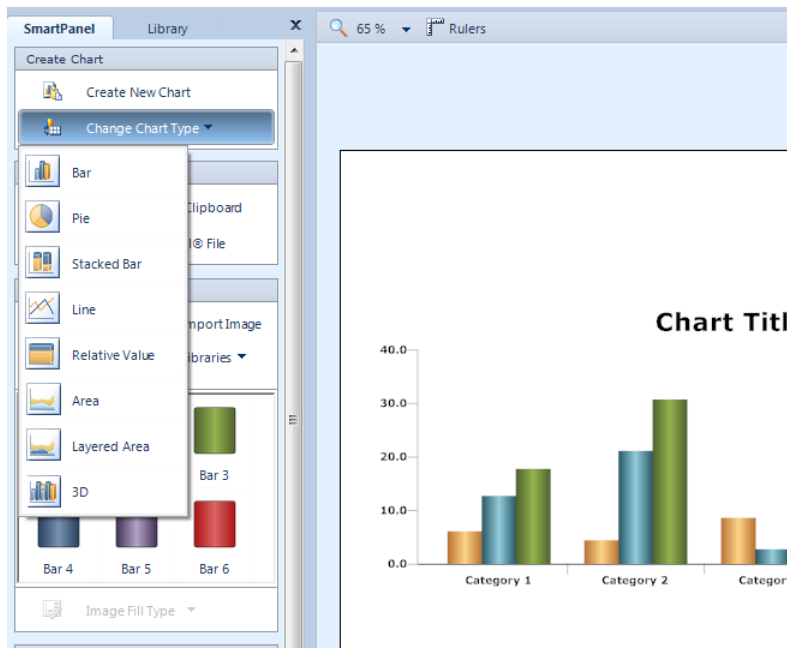 SmartPanel Library x 65 % Rulers
Create Chart
Create New Chart
Change Chart Type
Bar
Pie
Clipboard
Stacked Bar
l® File
Line
mport Image
Relative Value
ibraries
Area
Layered Area
3D
Bar 3
Bar 4 Bar 5 Bar 6
Image Fill Type
Chart Titl
40.0
30.0
20.0
10.0
0.0
Category 1 Category 2 Categor